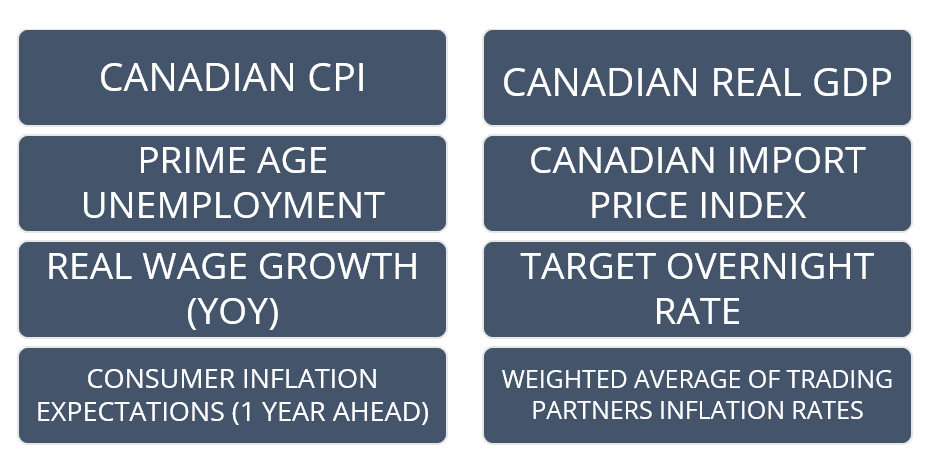 CANADIAN CPI
CANADIAN REAL GDP
PRIME AGE
UNEMPLOYMENT
CANADIAN IMPORT
PRICE INDEX
REAL WAGE GROWTH
(YOY)
TARGET OVERNIGHT
RATE
CONSUMER INFLATION
EXPECTATIONS (1 YEAR AHEAD)
WEIGHTED AVERAGE OF TRADING
PARTNERS INFLATION RATES